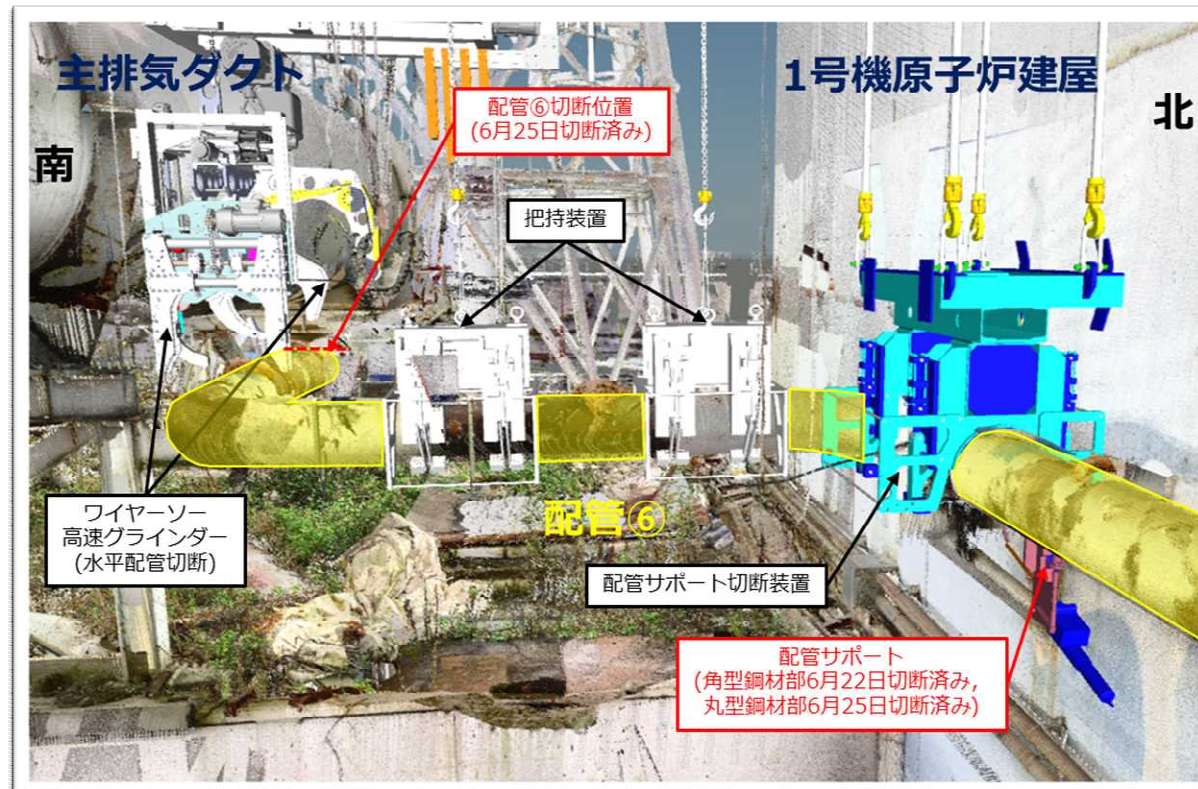 主排気ダクト
1号機原子炉建屋
北
南
配管⑥切断位置
(6月25日切断済み)
把持装置
ワイヤーソー
高速グラインダー
(水平配管切断)
配管⑥
配管サポート切断装置
配管サポート
(角型鋼材部6月22日切断済み,
丸型鋼材部6月25日切断済み)